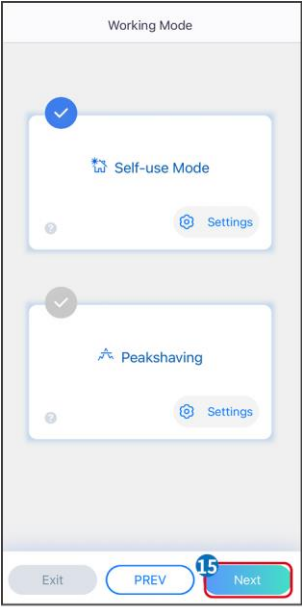 Working Mode
Self-use Mode
? Settings
Peakshaving
? Settings
15
Exit PREV Next